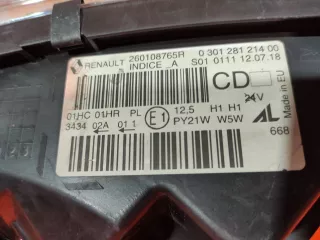 RENAULT 260108765R 0 301 281 214 00
INDICE A S01 0111 12.07.18
CD
24V
01HC 01HR PL E1 12,5 H1 H1
3434 02A 01 1 PY21W W5W
AL
668
Made in EU